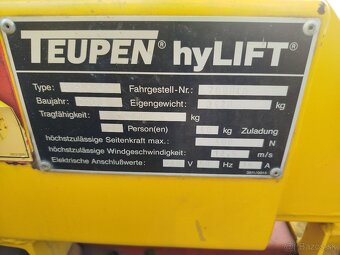 TEUPEN® hyLIFT®
Type: Fahrgestell-Nr.:
Baujahr: Eigengewicht: kg
Tragfähigkeit: kg
Person(en) kg Zuladung
höchstzulässige Seitenkraft max.: N
höchstzulässige Windgeschwindigkeit: m/s
Elektrische Anschlußwerte: V Hz A